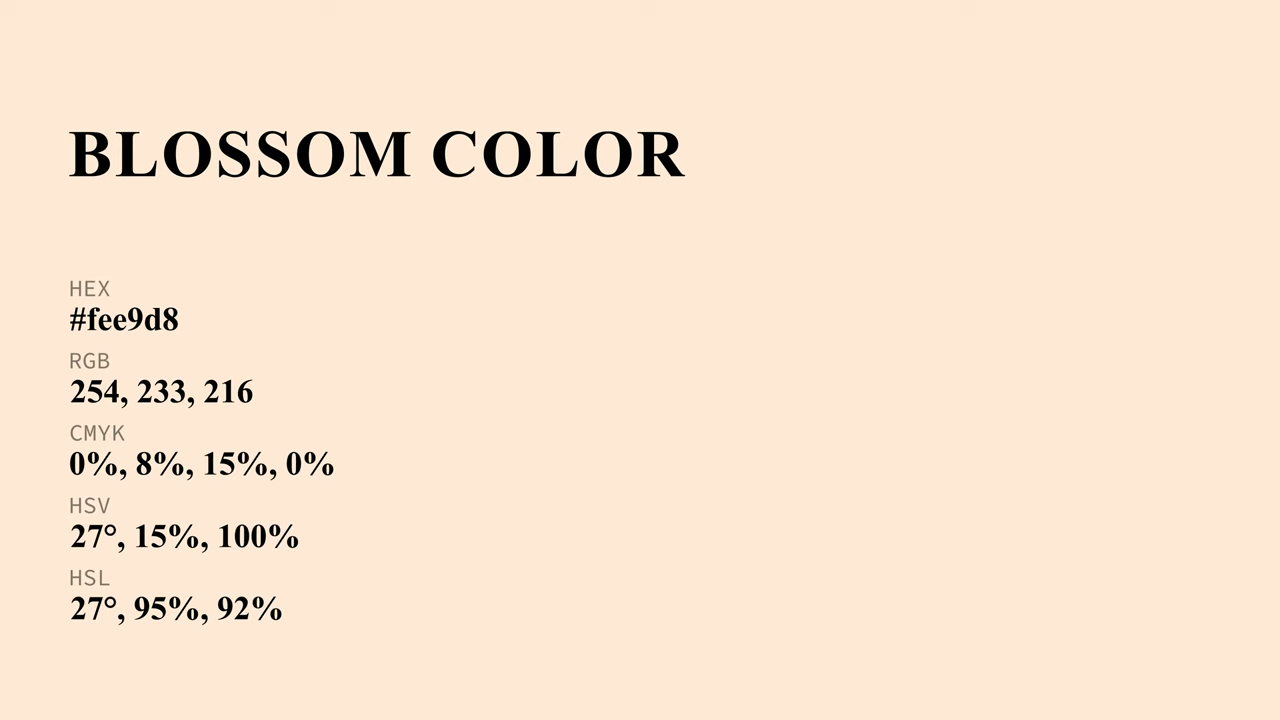 BLOSSOM COLOR
HEX
#fee9d8
RGB
254, 233, 216
CMYK
0%, 8%, 15%, 0%
HSV
27°, 15%, 100%
HSL
27°, 95%, 92%